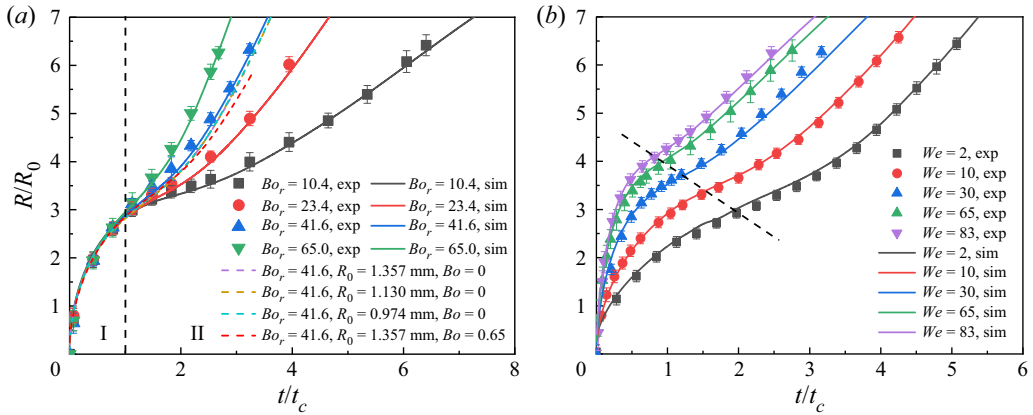 (a)
7
6
5
4
3
2
1
0
R/R₀
I
II
Boᵣ = 10.4, exp
Boᵣ = 10.4, sim
Boᵣ = 23.4, exp
Boᵣ = 23.4, sim
Boᵣ = 41.6, exp
Boᵣ = 41.6, sim
Boᵣ = 65.0, exp
Boᵣ = 65.0, sim
Boᵣ = 41.6, R₀ = 1.357 mm, Bo = 0
Boᵣ = 41.6, R₀ = 1.130 mm, Bo = 0
Boᵣ = 41.6, R₀ = 0.974 mm, Bo = 0
Boᵣ = 41.6, R₀ = 1.357 mm, Bo = 0.65
0 2 4 6 8
t/t_c
(b)
7
6
5
4
3
2
1
0
We = 2, exp
We = 10, exp
We = 30, exp
We = 65, exp
We = 83, exp
We = 2, sim
We = 10, sim
We = 30, sim
We = 65, sim
We = 83, sim
0 1 2 3 4 5 6
t/t_c